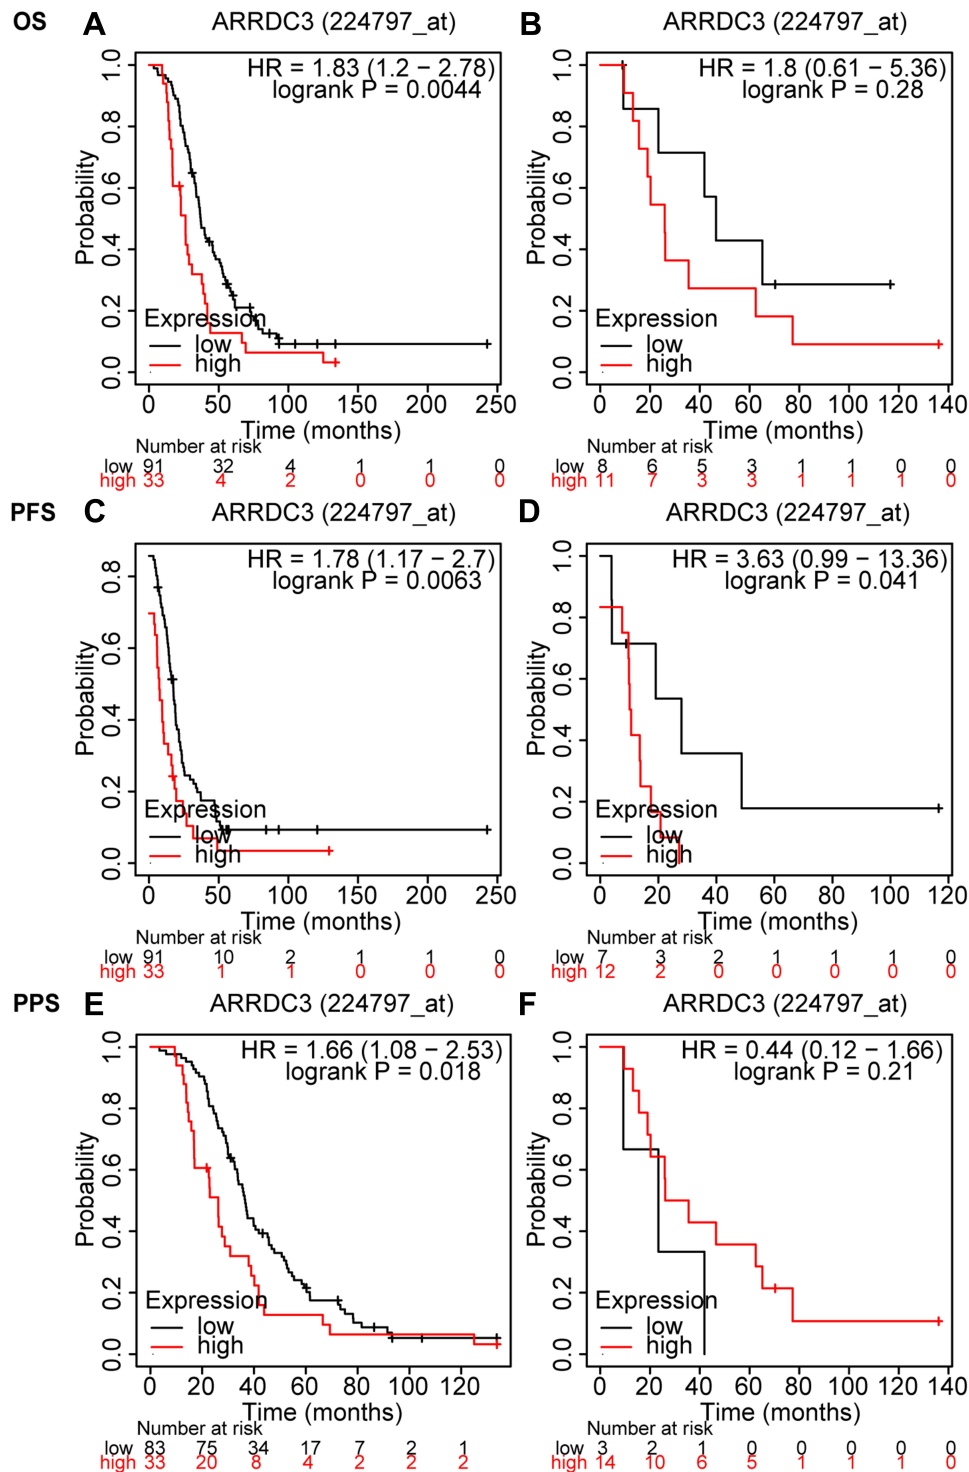 OS
A
ARRDC3 (224797_at)
HR = 1.83 (1.2 − 2.78)
logrank P = 0.0044
Probability
1.0
0.8
0.6
0.4
0.2
0.0
Expression
low
high
0 50 100 150 200 250
Time (months)
Number at risk
low 91 32 4 1 1 0
high 33 4 2 0 0 0
B
ARRDC3 (224797_at)
HR = 1.8 (0.61 − 5.36)
logrank P = 0.28
Probability
1.0
0.8
0.6
0.4
0.2
0.0
Expression
low
high
0 20 40 60 80 100 120 140
Time (months)
Number at risk
low 8 6 5 3 1 1 0 0
high 11 7 3 3 1 1 1 0
PFS
C
ARRDC3 (224797_at)
HR = 1.78 (1.17 − 2.7)
logrank P = 0.0063
Probability
0.8
0.6
0.4
0.2
0.0
Expression
low
high
0 50 100 150 200 250
Time (months)
Number at risk
low 91 10 2 1 1 0
high 33 1 1 0 0 0
D
ARRDC3 (224797_at)
HR = 3.63 (0.99 − 13.36)
logrank P = 0.041
Probability
1.0
0.8
0.6
0.4
0.2
0.0
Expression
low
high
0 20 40 60 80 100 120
Time (months)
Number at risk
low 7 3 2 1 1 1 0
high 12 2 0 0 0 0 0
PPS
E
ARRDC3 (224797_at)
HR = 1.66 (1.08 − 2.53)
logrank P = 0.018
Probability
1.0
0.8
0.6
0.4
0.2
0.0
Expression
low
high
0 20 40 60 80 100 120
Time (months)
Number at risk
low 83 75 34 17 7 2 1
high 33 20 8 4 2 2 2
F
ARRDC3 (224797_at)
HR = 0.44 (0.12 − 1.66)
logrank P = 0.21
Probability
1.0
0.8
0.6
0.4
0.2
0.0
Expression
low
high
0 20 40 60 80 100 120 140
Time (months)
Number at risk
low 3 2 1 0 0 0 0 0
high 14 10 6 5 1 1 1 0